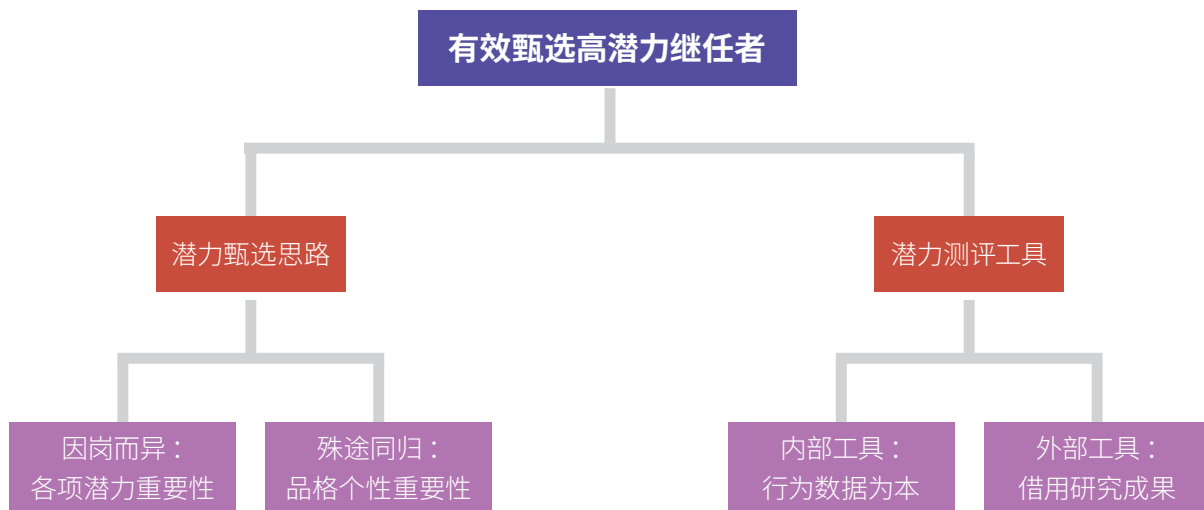 有效甄选高潜力继任者
潜力甄选思路
潜力测评工具
因岗而异：
各项潜力重要性
殊途同归：
品格个性重要性
内部工具：
行为数据为本
外部工具：
借用研究成果